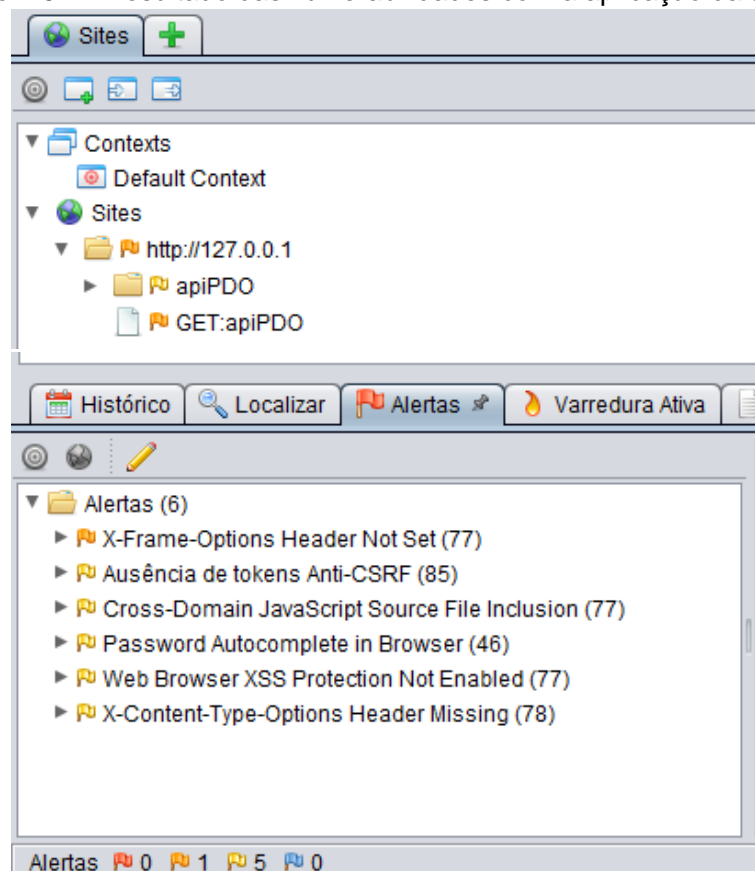 Sites
Contexts
Default Context
Sites
http://127.0.0.1
apiPDO
GET:apiPDO
Histórico Localizar Alertas Varredura Ativa
Alertas (6)
X-Frame-Options Header Not Set (77)
Ausência de tokens Anti-CSRF (85)
Cross-Domain JavaScript Source File Inclusion (77)
Password Autocomplete in Browser (46)
Web Browser XSS Protection Not Enabled (77)
X-Content-Type-Options Header Missing (78)
Alertas 0 1 5 0